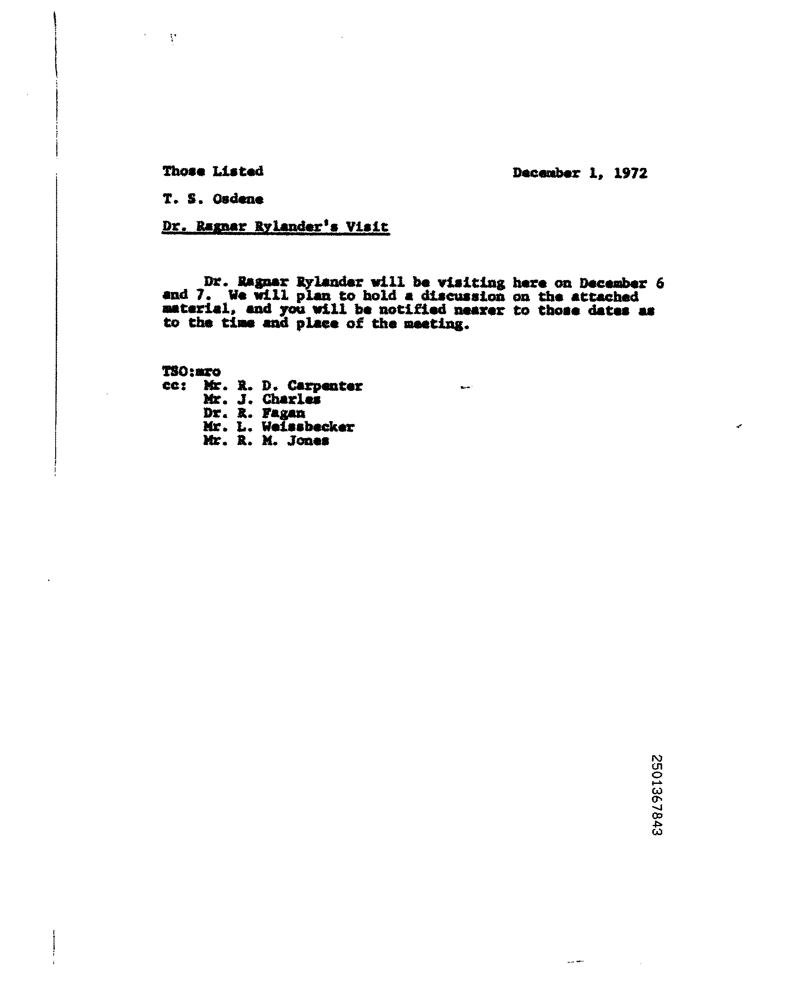 Those Listed December 1, 1972
T. S. Osdene
Dr. Ragnar Rylander's Visit
Dr. Ragnar Rylander will be visiting here on December 6
and 7. We will plan to hold a discussion on the attached
material, and you will be notified nearer to those dates as
to the time and place of the meeting.
TSO:mro
cc: Mr. R. D. Carpenter
Mr. J. Charles
Dr. R. Fagan
Mr. L. Weissbecker
Mr. R. M. Jones
2501367843